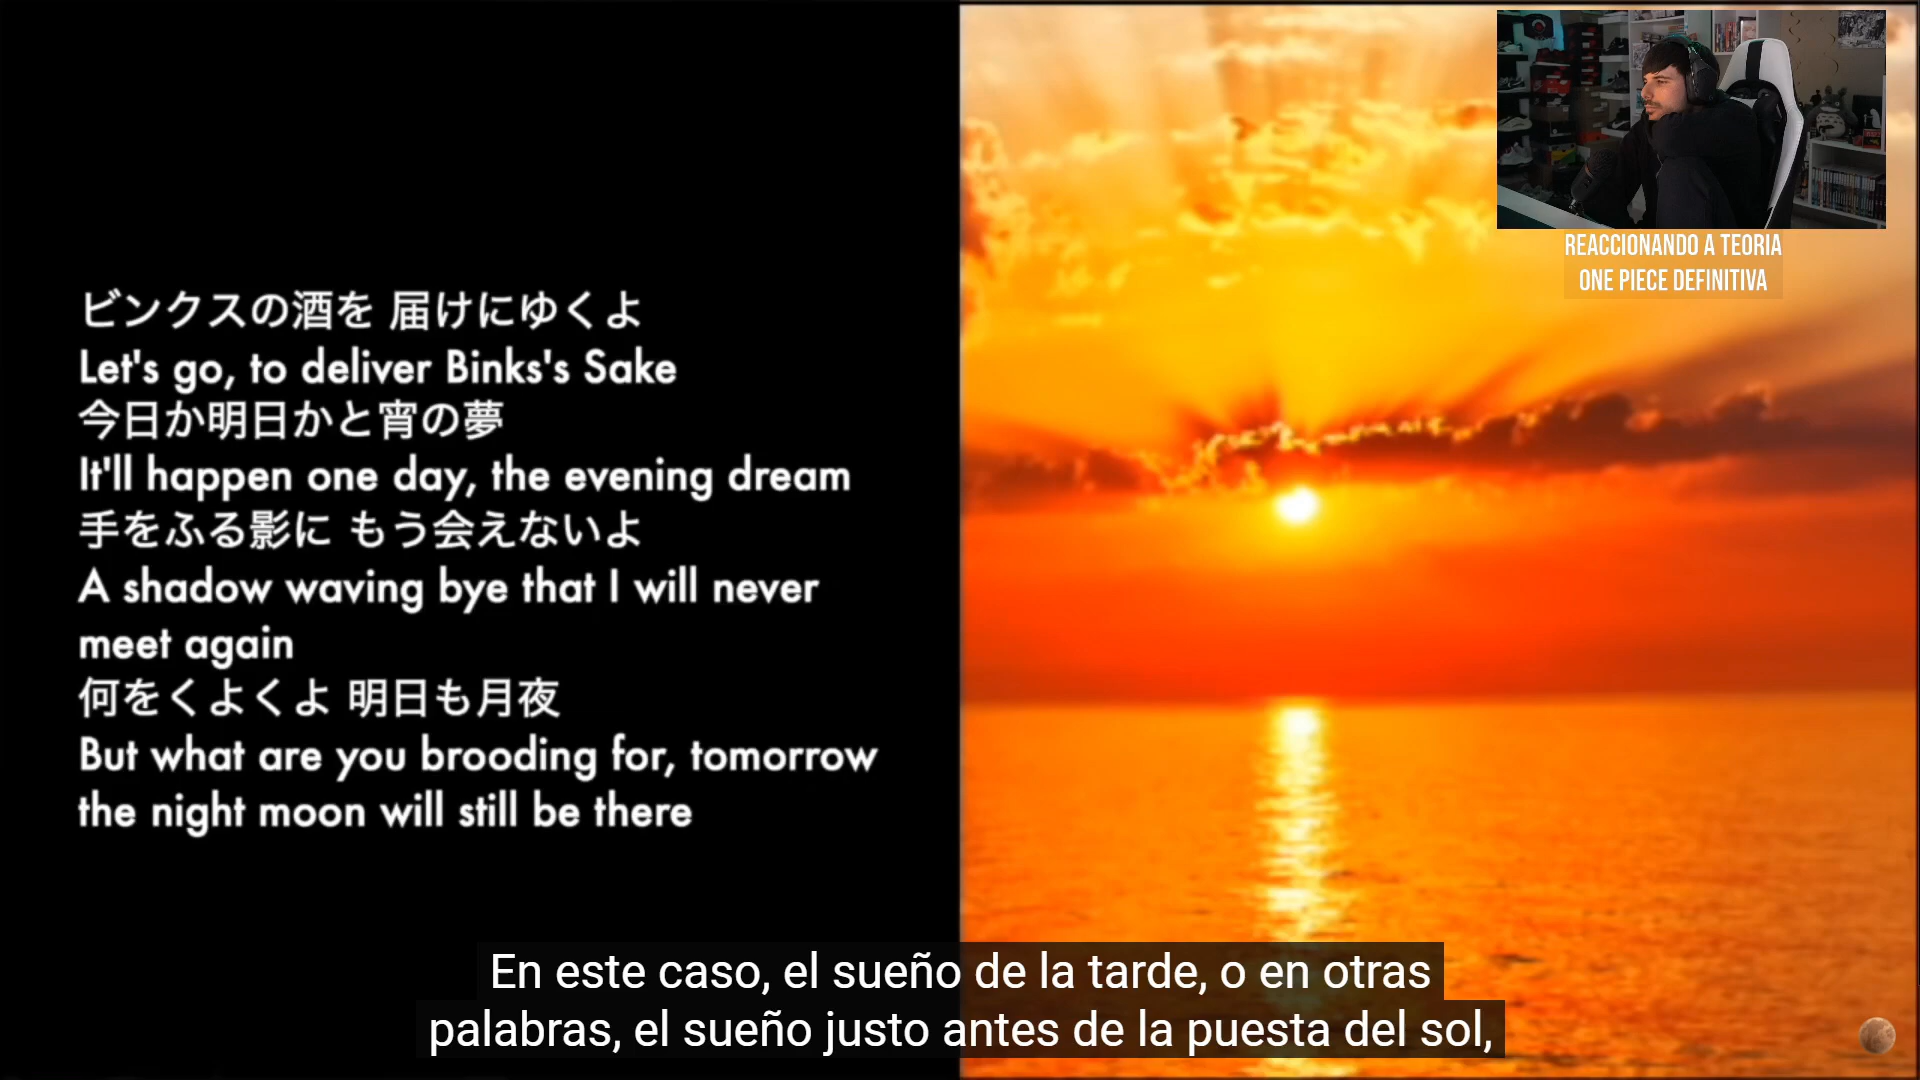 ビンクスの酒を 届けにゆくよ
Let's go, to deliver Binks's Sake
今日か明日かと宵の夢
It'll happen one day, the evening dream
手をふる影に もう会えないよ
A shadow waving bye that I will never
meet again
何をくよくよ 明日も月夜
But what are you brooding for, tomorrow
the night moon will still be there
REACCIONANDO A TEORIA
ONE PIECE DEFINITIVA
En este caso, el sueño de la tarde, o en otras
palabras, el sueño justo antes de la puesta del sol,